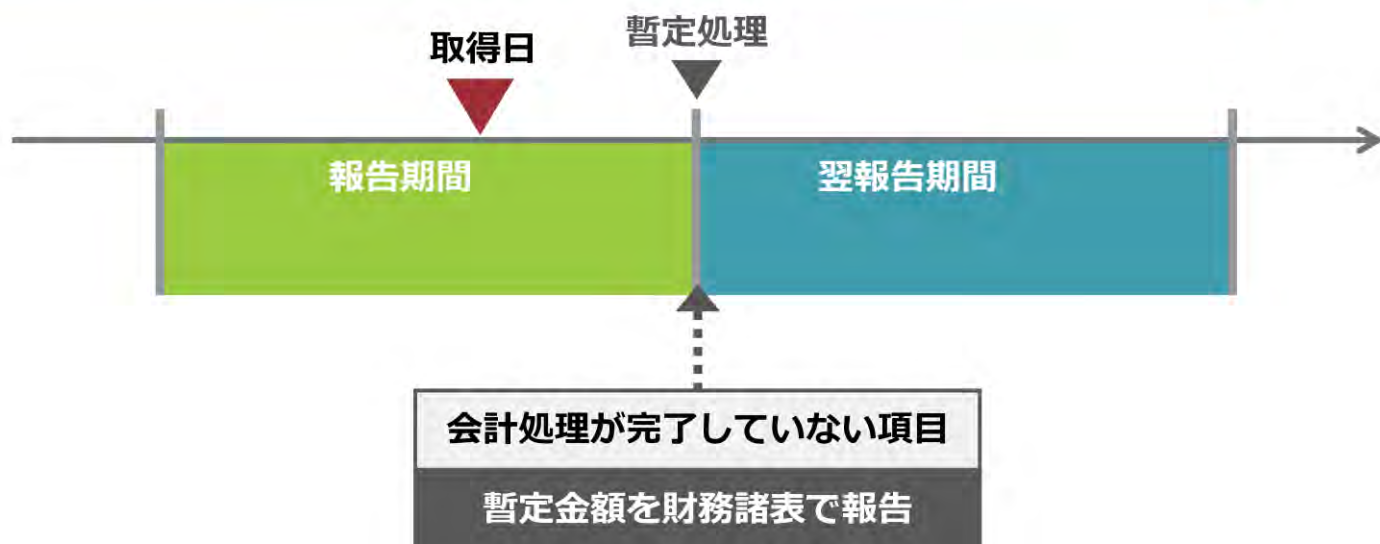 取得日
暫定処理
報告期間
翌報告期間
会計処理が完了していない項目
暫定金額を財務諸表で報告